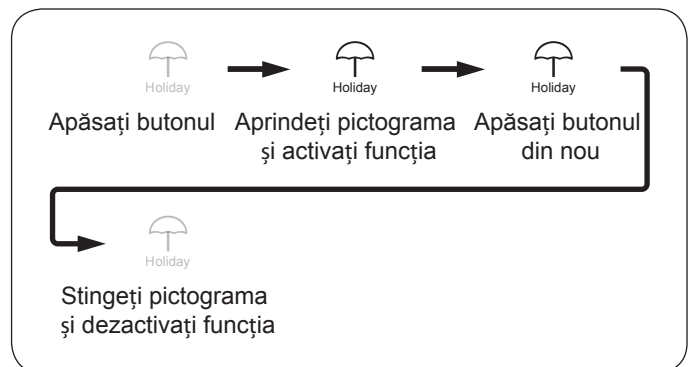 Holiday
Holiday
Holiday
Apăsați butonul
Aprindeți pictograma
și activați funcția
Apăsați butonul
din nou
Holiday
Stingeți pictograma
și dezactivați funcția